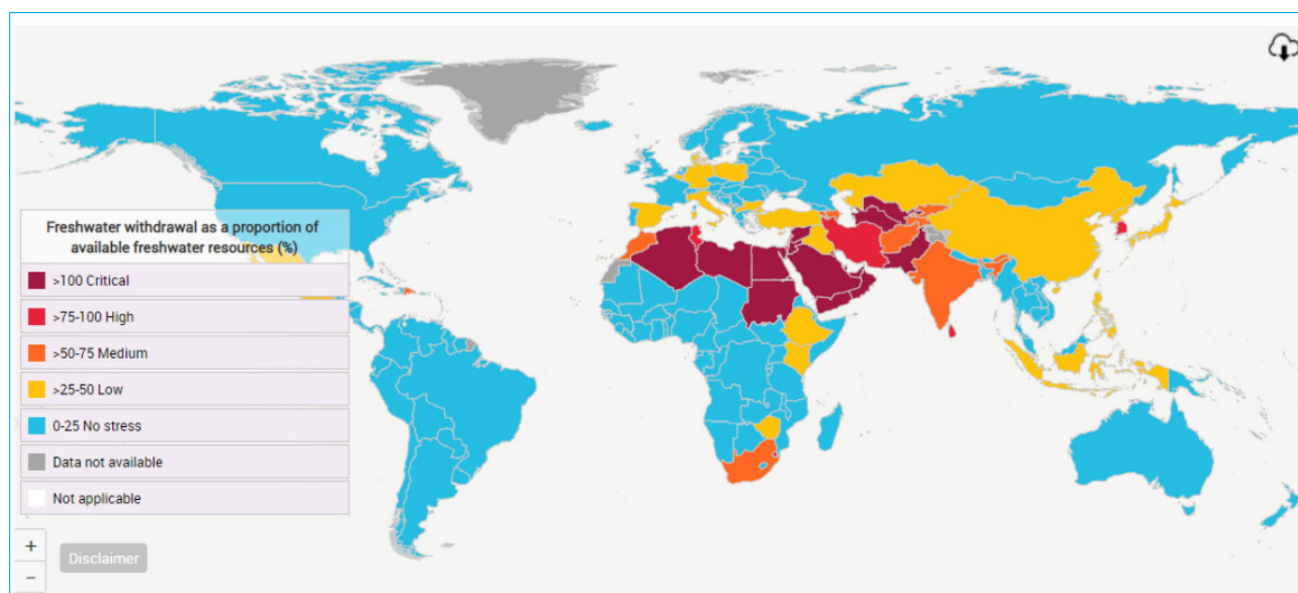 Freshwater withdrawal as a proportion of
available freshwater resources (%)
>100 Critical
>75-100 High
>50-75 Medium
>25-50 Low
0-25 No stress
Data not available
Not applicable
+
Disclaimer
−